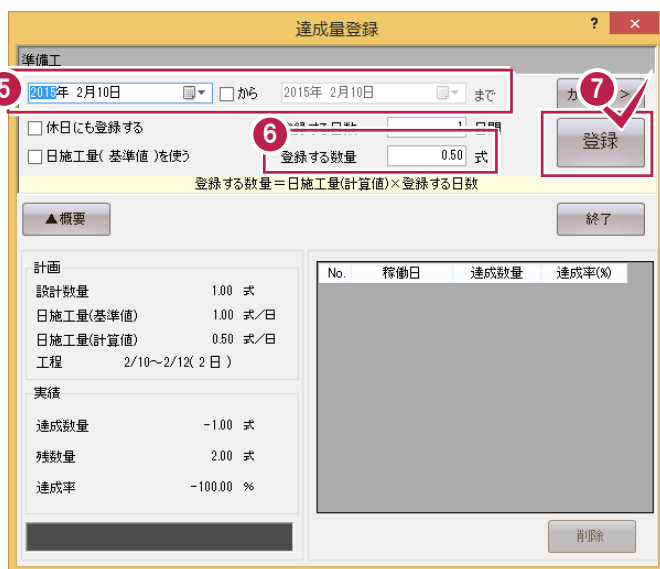 達成量登録 ? ×
準備工
5 2015年 2月10日 から 2015年 2月10日 まで
7
休日にも登録する 1
6
日施工量( 基準値 )を使う 登録する数量 0.50 式 登録
登録する数量=日施工量(計算値)×登録する日数
▲概要 終了
計画
設計数量 1.00 式
日施工量(基準値) 1.00 式/日
日施工量(計算値) 0.50 式/日
工程 2/10~2/12( 2 日 )
実績
達成数量 -1.00 式
残数量 2.00 式
達成率 -100.00 %
No. 稼働日 達成数量 達成率(%)
削除